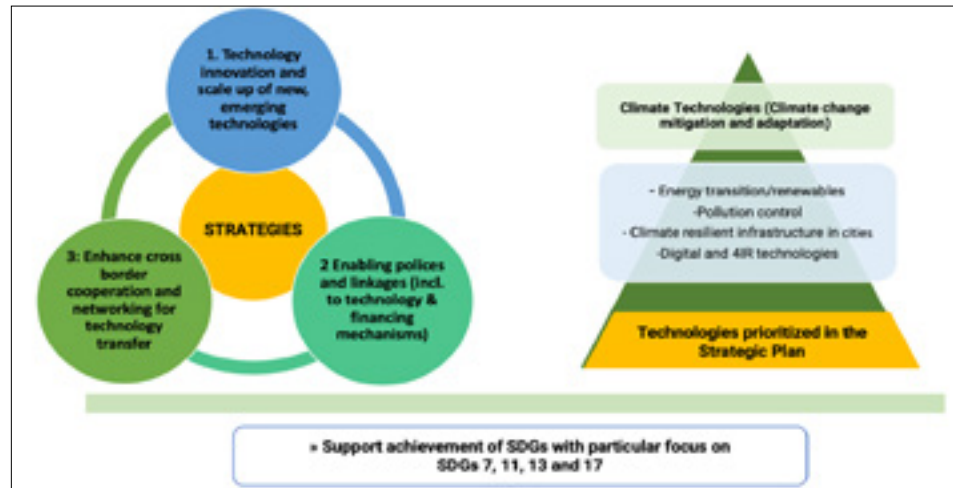 1. Technology
innovation and
scale up of new,
emerging
technologies
STRATEGIES
3: Enhance cross
border
cooperation and
networking for
technology
transfer
2 Enabling polices
and linkages (incl.
to technology &
financing
mechanisms)
Climate Technologies (Climate change
mitigation and adaptation)
- Energy transition/renewables
-Pollution control
- Climate resilient infrastructure in cities
-Digital and 4IR technologies
Technologies prioritized in the
Strategic Plan
» Support achievement of SDGs with particular focus on
SDGs 7, 11, 13 and 17